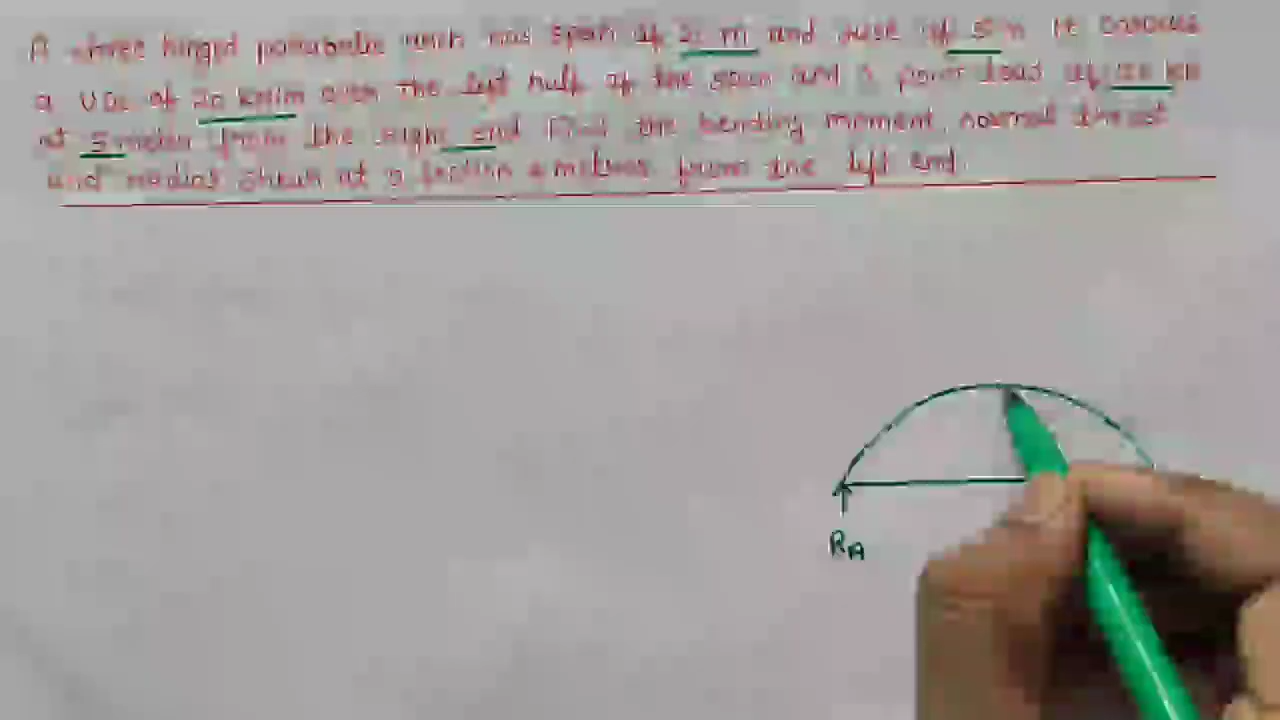 A three hinged parabolic arch has span of 20 m and rise of 5 m It carries
a UDL of 20 kN/m over the left half of the span and a point load of kN
at 5 meter from the right end Find the bending moment, normal thrust
and radial shear at a section 4 metres from the left end.
RA